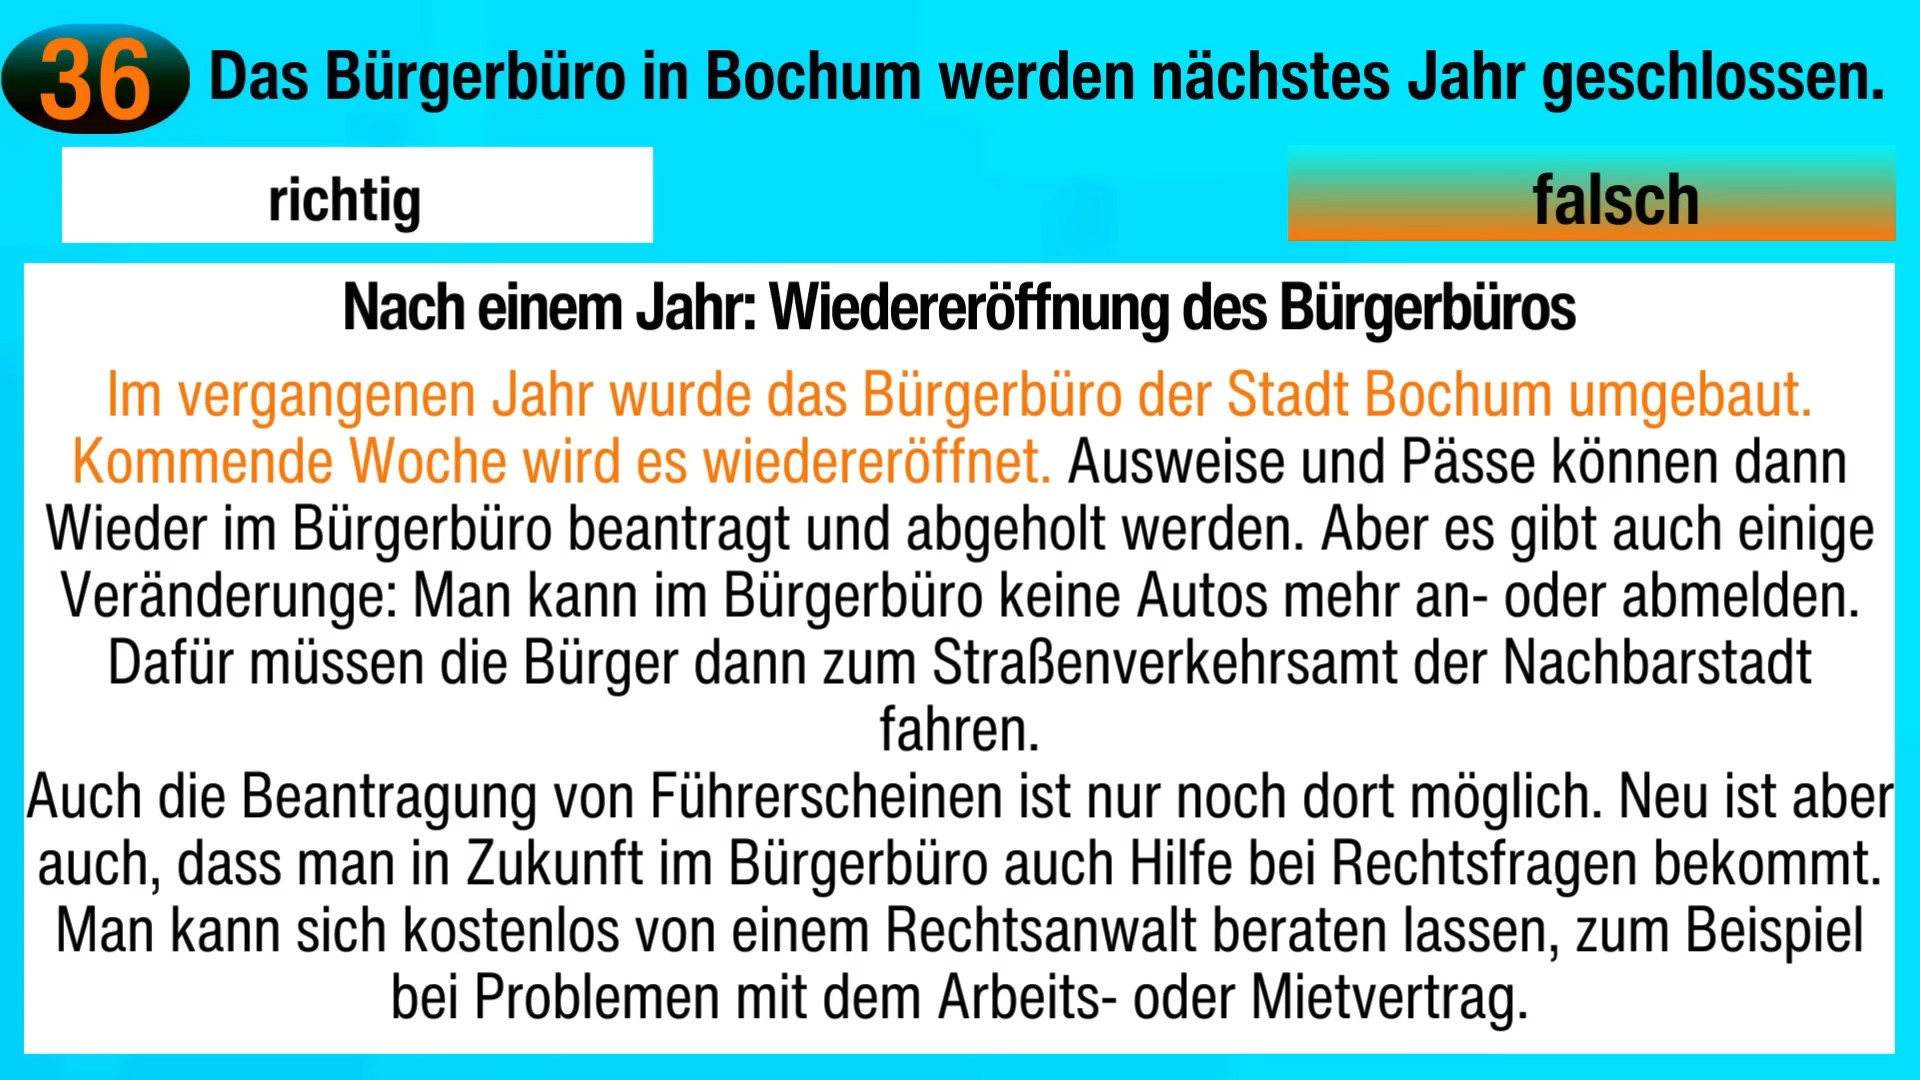 36 Das Bürgerbüro in Bochum werden nächstes Jahr geschlossen.
richtig
falsch
Nach einem Jahr: Wiedereröffnung des Bürgerbüros
Im vergangenen Jahr wurde das Bürgerbüro der Stadt Bochum umgebaut.
Kommende Woche wird es wiedereröffnet. Ausweise und Pässe können dann
Wieder im Bürgerbüro beantragt und abgeholt werden. Aber es gibt auch einige
Veränderunge: Man kann im Bürgerbüro keine Autos mehr an- oder abmelden.
Dafür müssen die Bürger dann zum Straßenverkehrsamt der Nachbarstadt
fahren.
Auch die Beantragung von Führerscheinen ist nur noch dort möglich. Neu ist aber
auch, dass man in Zukunft im Bürgerbüro auch Hilfe bei Rechtsfragen bekommt.
Man kann sich kostenlos von einem Rechtsanwalt beraten lassen, zum Beispiel
bei Problemen mit dem Arbeits- oder Mietvertrag.